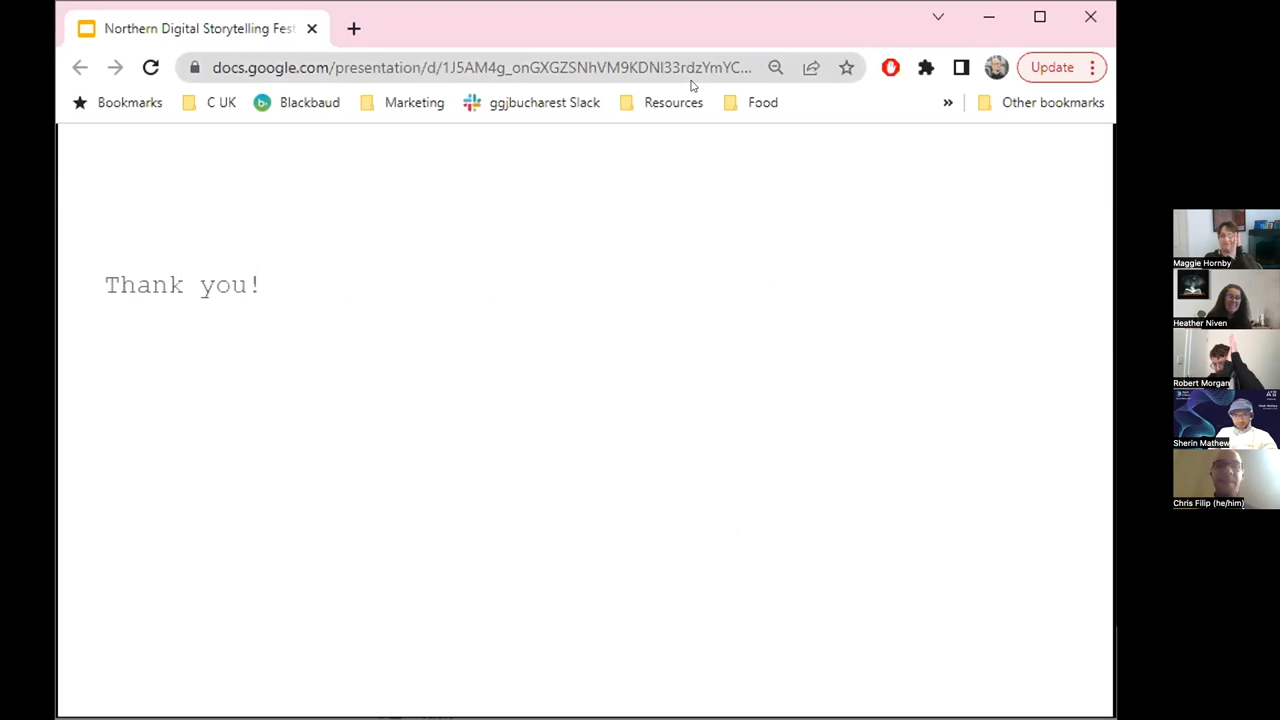 Northern Digital Storytelling Fest
docs.google.com/presentation/d/1J5AM4g_onGXGZSNhVM9KDNI33rdzYmYC...
Update
Bookmarks
C UK
Blackbaud
Marketing
ggjbucharest Slack
Resources
Food
»
Other bookmarks
Thank you!
Maggie Hornby
Heather Niven
Robert Morgan
Sherin Mathew
Chris Filip (he/him)